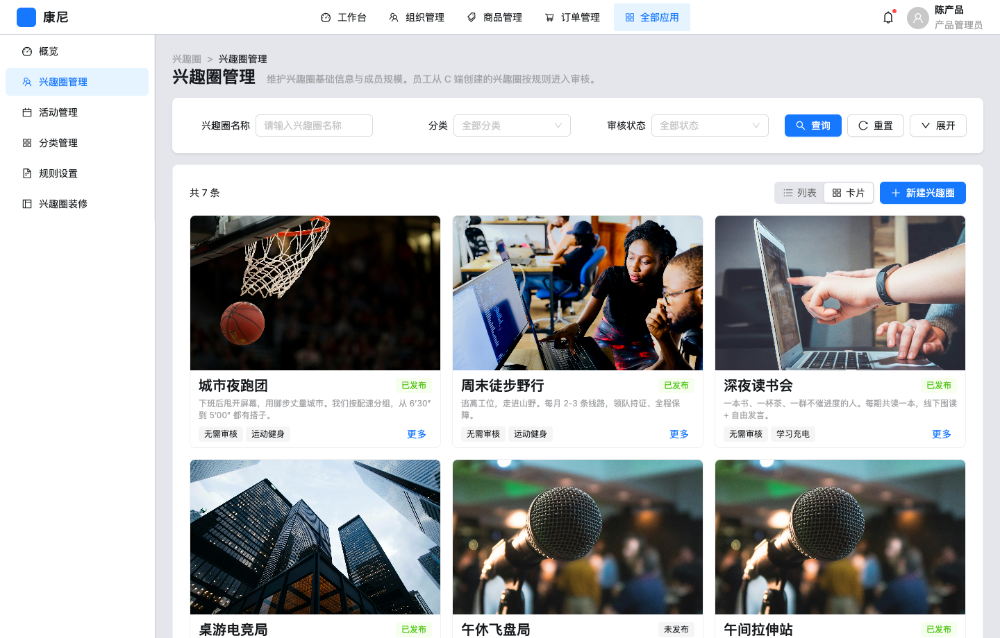 康尼
工作台
组织管理
商品管理
订单管理
全部应用
陈产品
产品管理员
概览
兴趣圈管理
活动管理
分类管理
规则设置
兴趣圈装修
兴趣圈 > 兴趣圈管理
兴趣圈管理
维护兴趣圈基础信息与成员规模。员工从 C 端创建的兴趣圈按规则进入审核。
兴趣圈名称
请输入兴趣圈名称
分类
全部分类
审核状态
全部状态
查询
重置
展开
共 7 条
列表
卡片
新建兴趣圈
城市夜跑团
已发布
下班后甩开屏幕，用脚步丈量城市。我们按配速分组，从 6′30″
到 5′00″ 都有搭子。
无需审核
运动健身
更多
周末徒步野行
已发布
逃离工位，走进山野。每月 2-3 条线路，领队持证、全程保
障。
无需审核
运动健身
更多
深夜读书会
已发布
一本书、一杯茶、一群不催进度的人。每期共读一本，线下围读
+ 自由发言。
无需审核
学习充电
更多
桌游电竞局
已发布
午休飞盘局
未发布
午间拉伸站
已发布